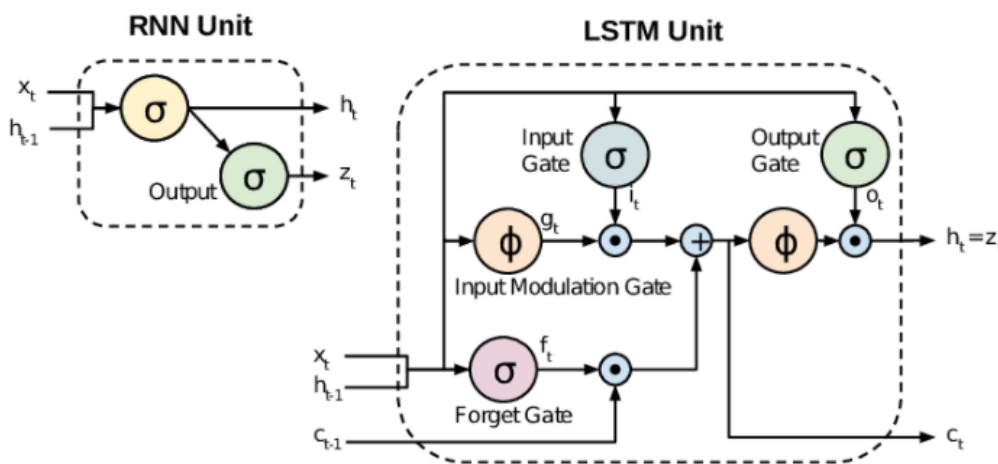 RNN Unit
x_t
h_t-1
σ
h_t
Output
σ
z_t
LSTM Unit
Input
Gate
σ
i_t
Output
Gate
σ
o_t
ϕ
g_t
+
ϕ
h_t=z
Input Modulation Gate
x_t
h_t-1
σ
f_t
Forget Gate
c_t-1
c_t